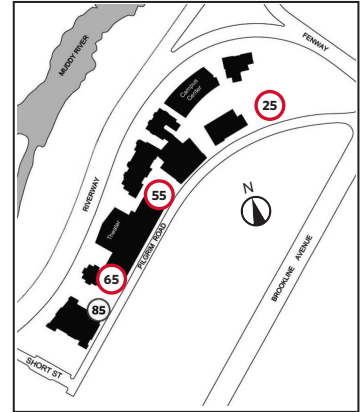 MUDDY RIVER
FENWAY
Campus
Center
25
RIVERWAY
55
N
Theater
PILGRIM ROAD
BROOKLINE AVENUE
65
85
SHORT ST